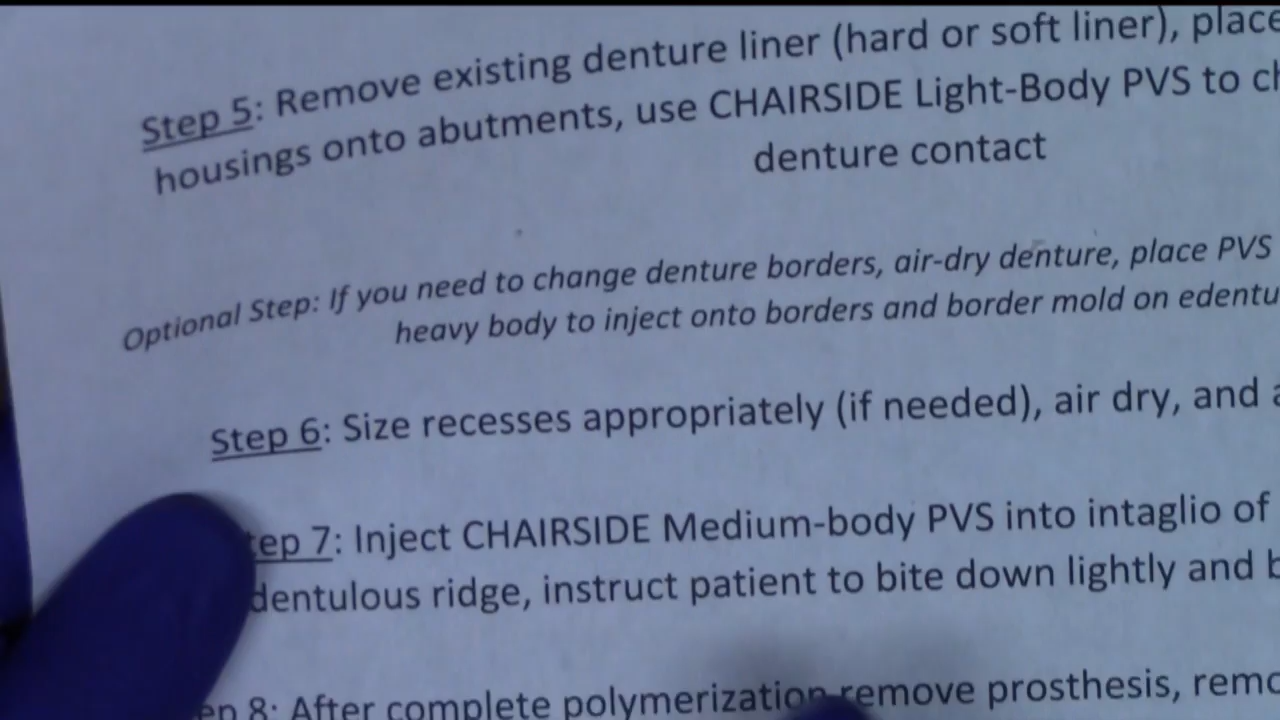 Step 5: Remove existing denture liner (hard or soft liner), place
housings onto abutments, use CHAIRSIDE Light-Body PVS to
denture contact
Optional Step: If you need to change denture borders, air-dry denture, place PVS
heavy body to inject onto borders and border mold on
Step 6: Size recesses appropriately (if needed), air dry, and
tep 7: Inject CHAIRSIDE Medium-body PVS into intaglio of
dentulous ridge, instruct patient to bite down lightly and
ep 8: After complete polymerization remove prosthesis,